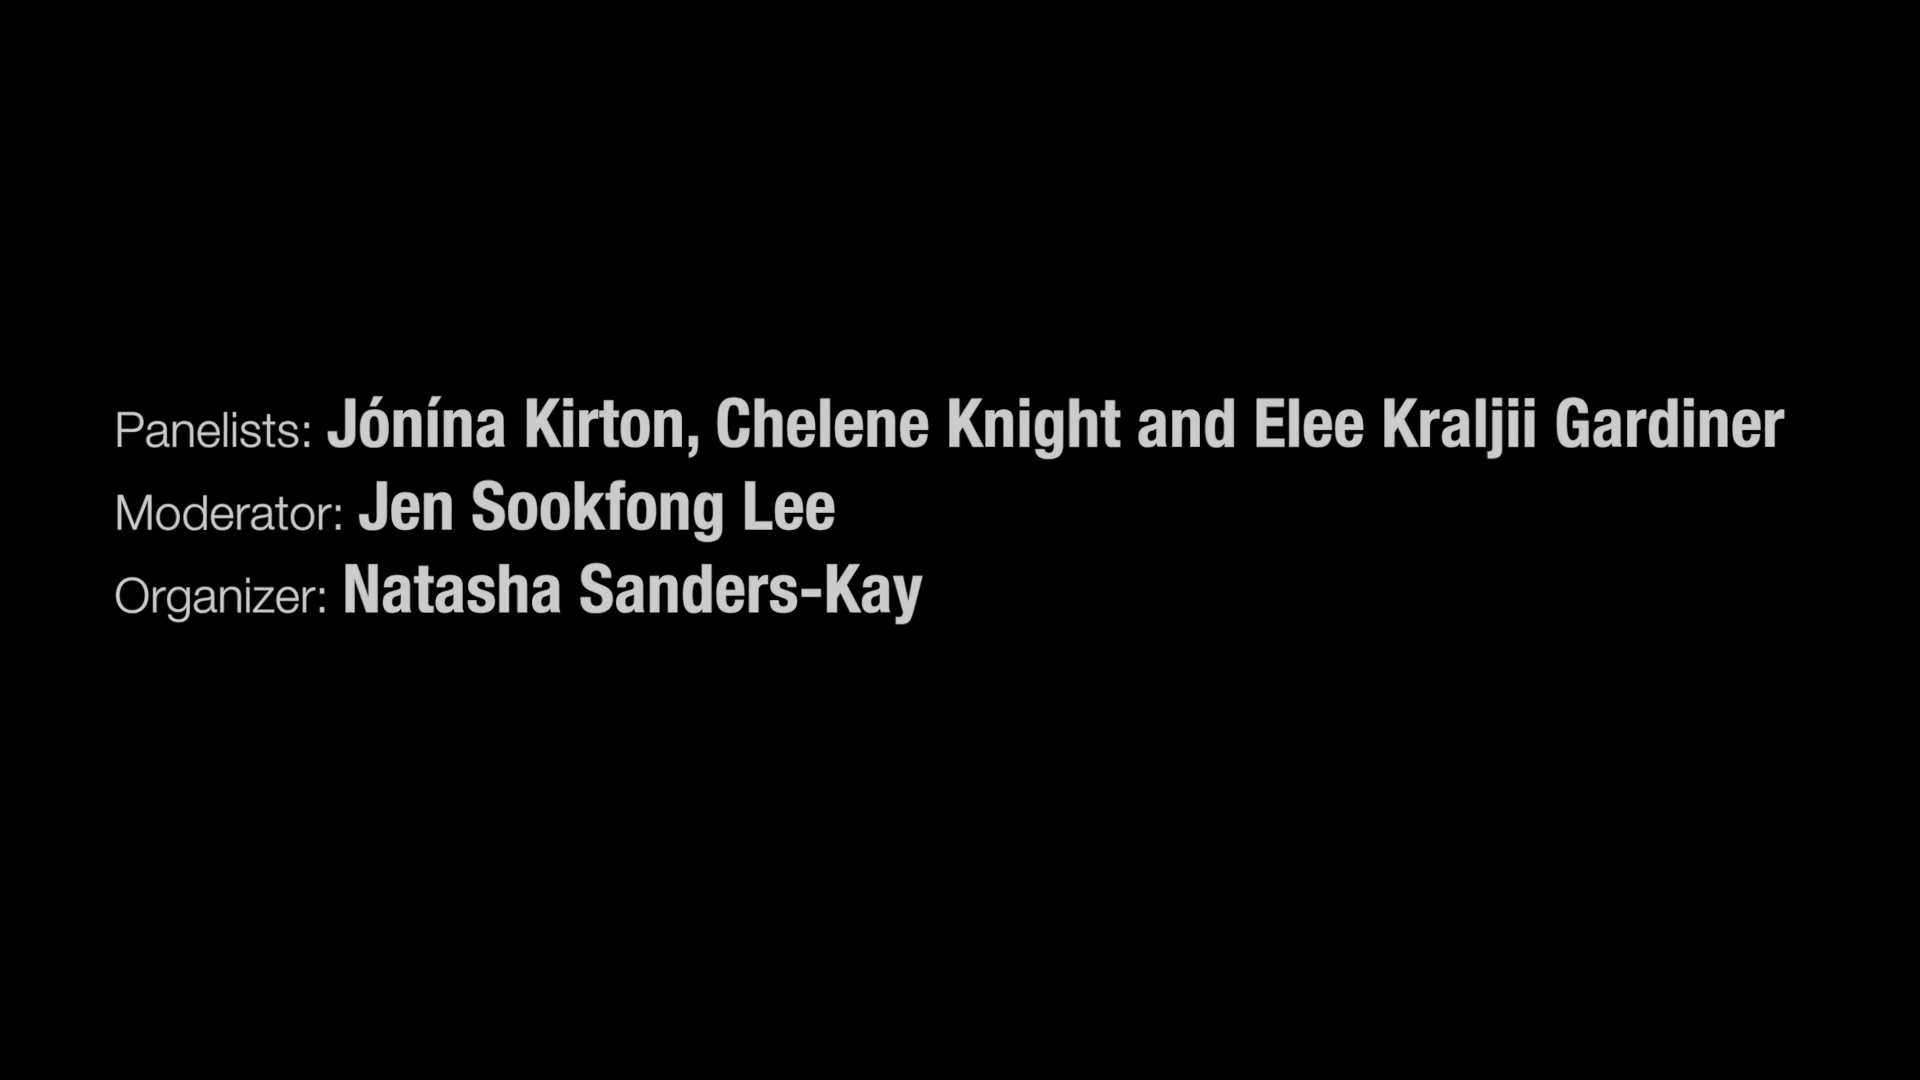 Panelists: Jónína Kirton, Chelene Knight and Elee Kraljii Gardiner
Moderator: Jen Sookfong Lee
Organizer: Natasha Sanders-Kay